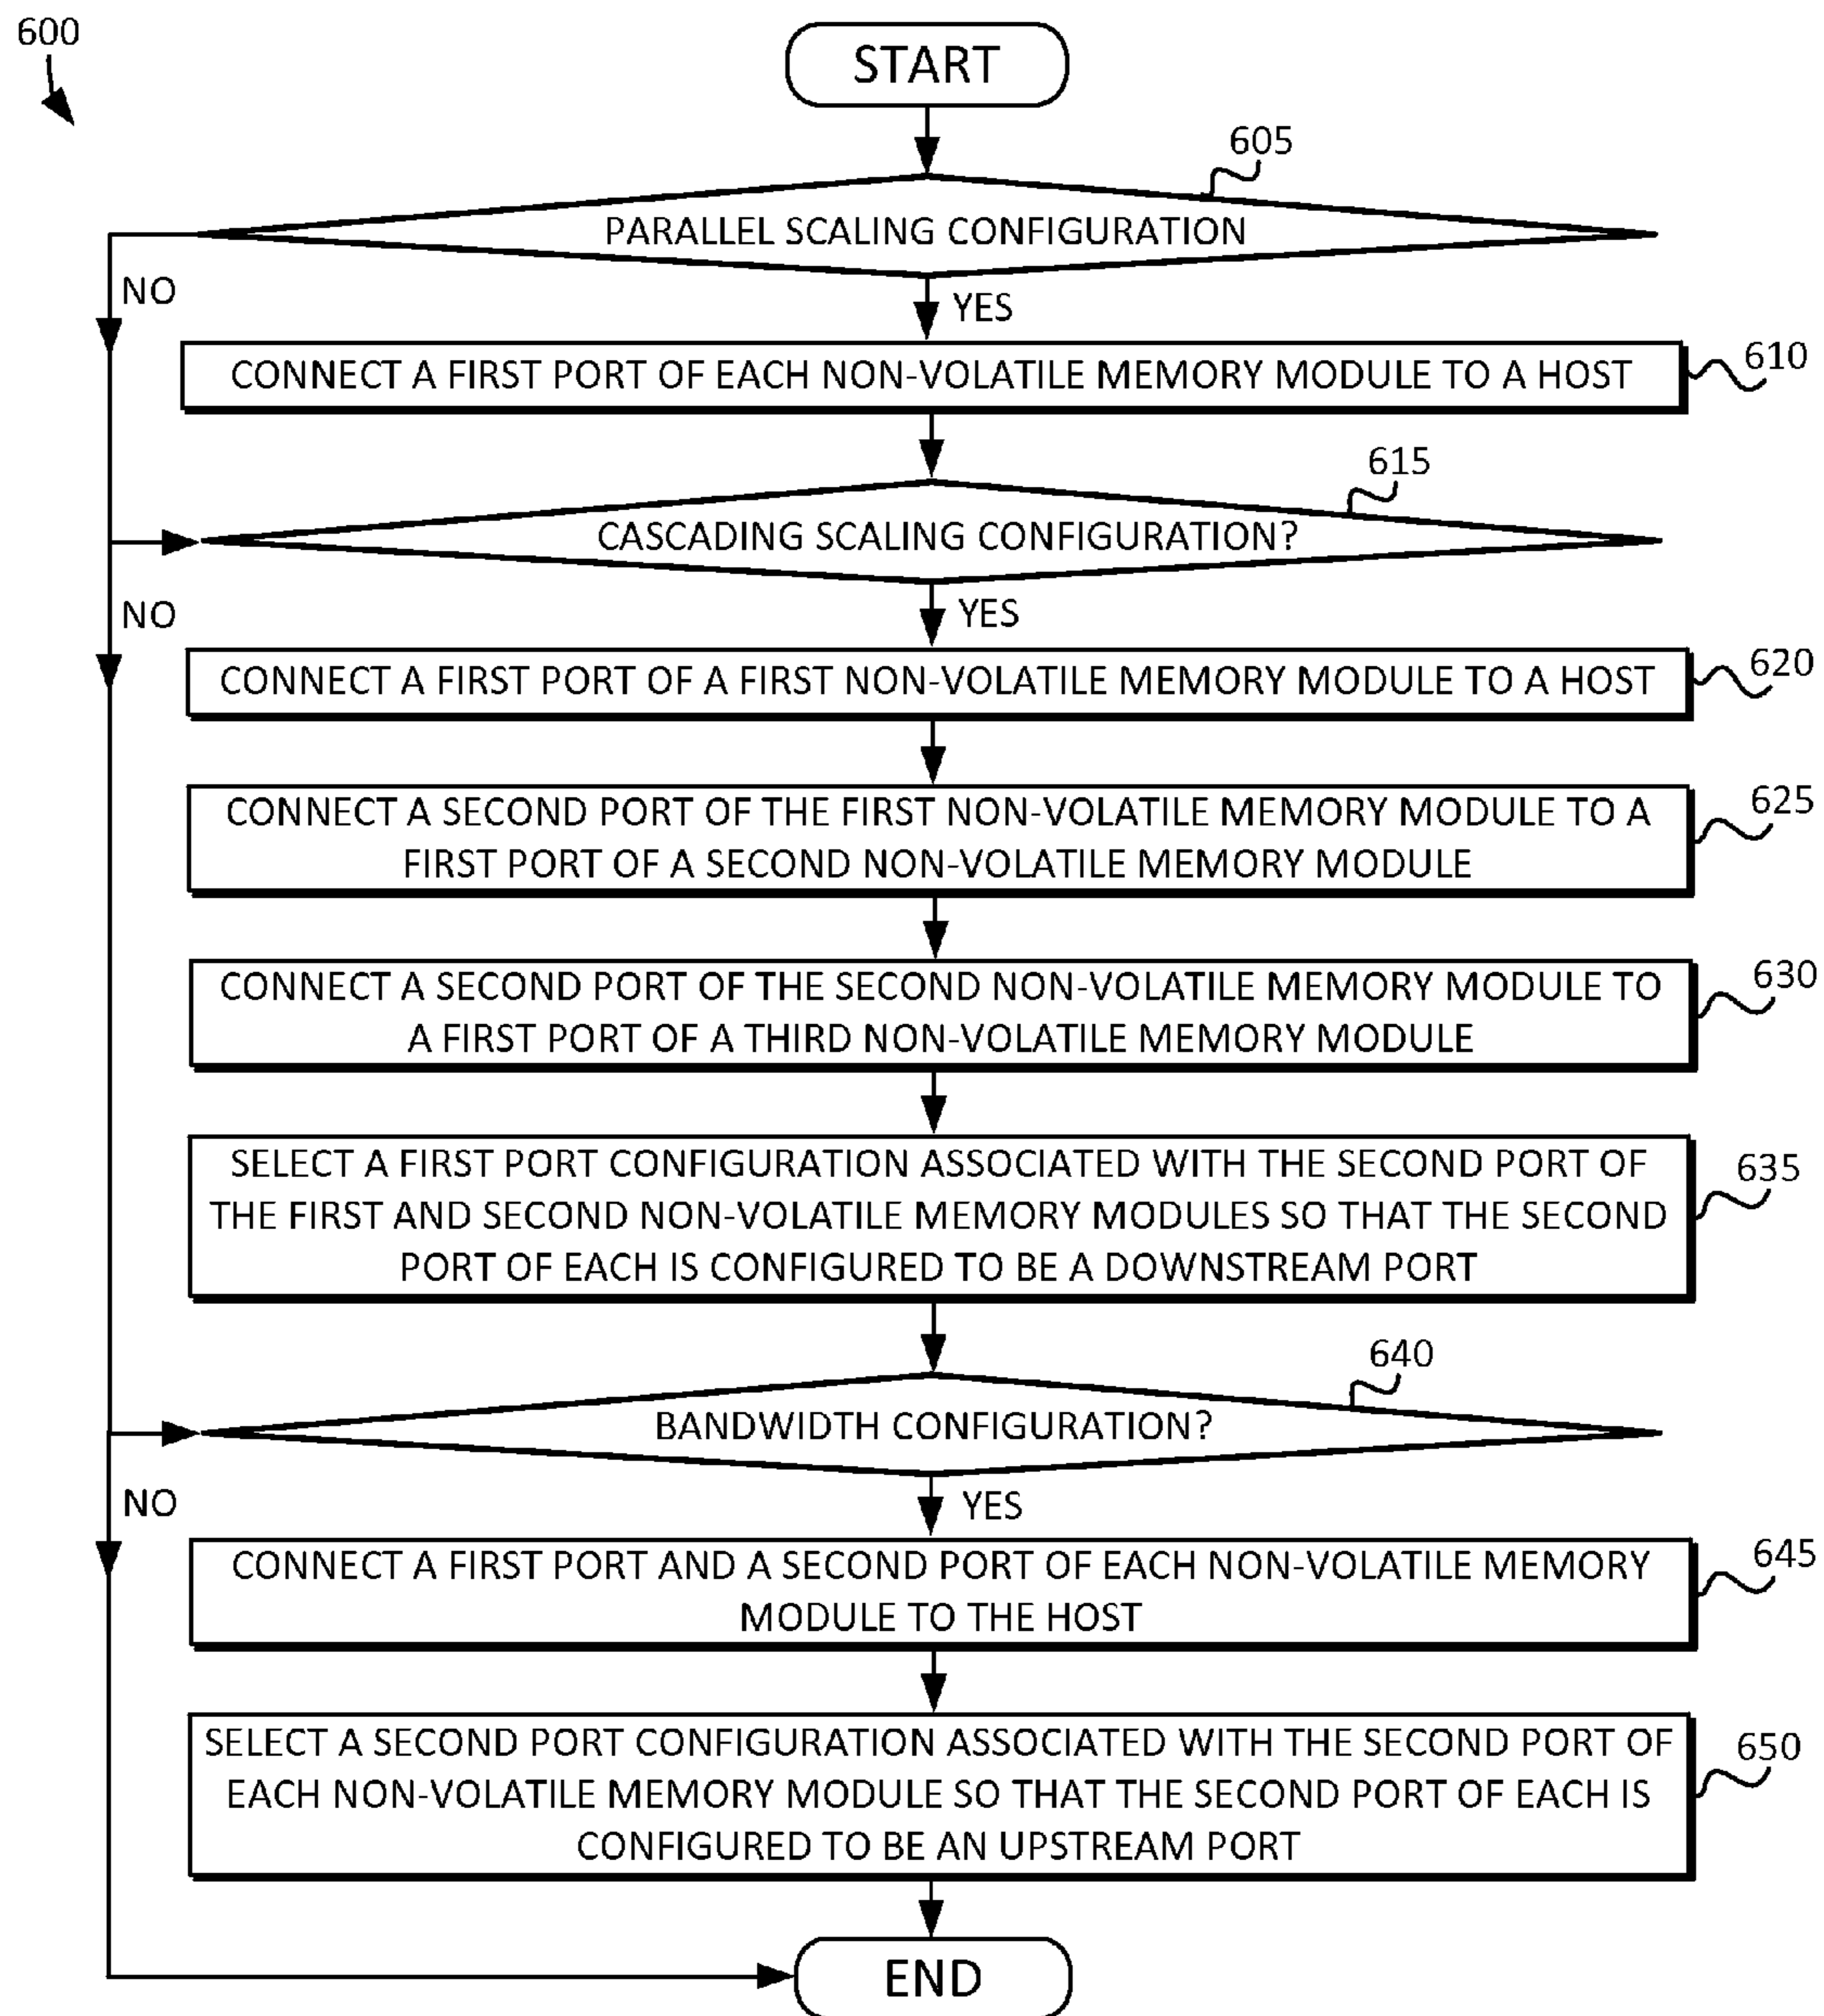 600
START
605
PARALLEL SCALING CONFIGURATION
NO
YES
CONNECT A FIRST PORT OF EACH NON-VOLATILE MEMORY MODULE TO A HOST
610
615
CASCADING SCALING CONFIGURATION?
NO
YES
CONNECT A FIRST PORT OF A FIRST NON-VOLATILE MEMORY MODULE TO A HOST
620
CONNECT A SECOND PORT OF THE FIRST NON-VOLATILE MEMORY MODULE TO A
FIRST PORT OF A SECOND NON-VOLATILE MEMORY MODULE
625
CONNECT A SECOND PORT OF THE SECOND NON-VOLATILE MEMORY MODULE TO
A FIRST PORT OF A THIRD NON-VOLATILE MEMORY MODULE
630
SELECT A FIRST PORT CONFIGURATION ASSOCIATED WITH THE SECOND PORT OF
THE FIRST AND SECOND NON-VOLATILE MEMORY MODULES SO THAT THE SECOND
PORT OF EACH IS CONFIGURED TO BE A DOWNSTREAM PORT
635
640
BANDWIDTH CONFIGURATION?
NO
YES
CONNECT A FIRST PORT AND A SECOND PORT OF EACH NON-VOLATILE MEMORY
MODULE TO THE HOST
645
SELECT A SECOND PORT CONFIGURATION ASSOCIATED WITH THE SECOND PORT OF
EACH NON-VOLATILE MEMORY MODULE SO THAT THE SECOND PORT OF EACH IS
CONFIGURED TO BE AN UPSTREAM PORT
650
END